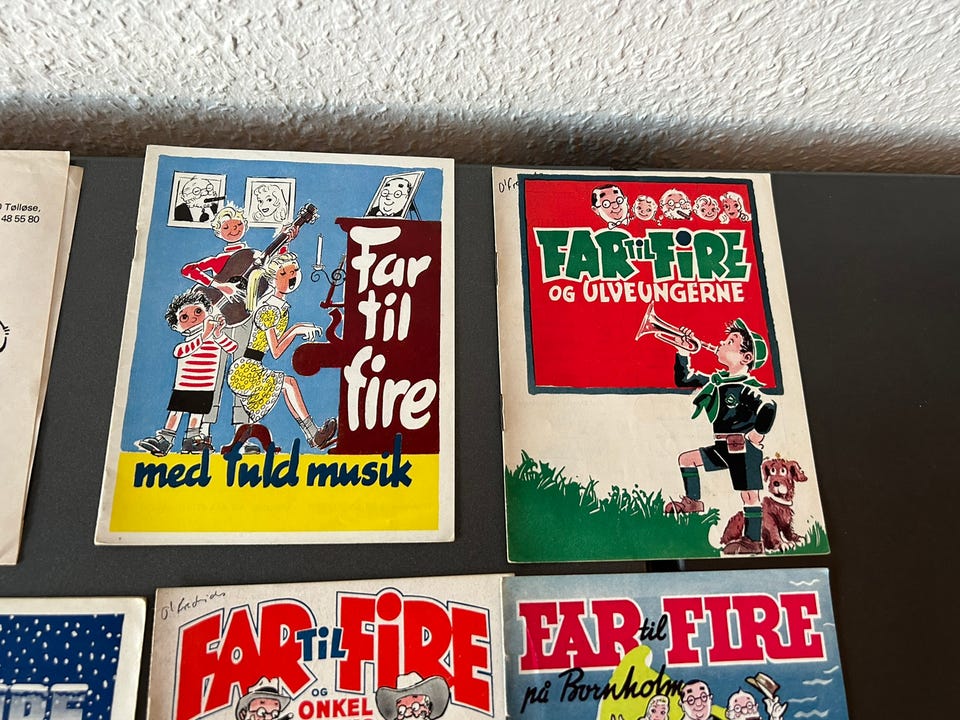 Tølløse,
48 55 80
Far
til
fire
med fuld musik
FAR TIL FIRE
OG ULVEUNGERNE
FAR TIL FIRE
OG
ONKEL
FAR til FIRE
på Bornholm